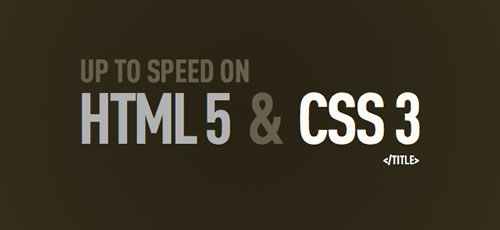 UP TO SPEED ON
HTML 5 & CSS 3
</TITLE>